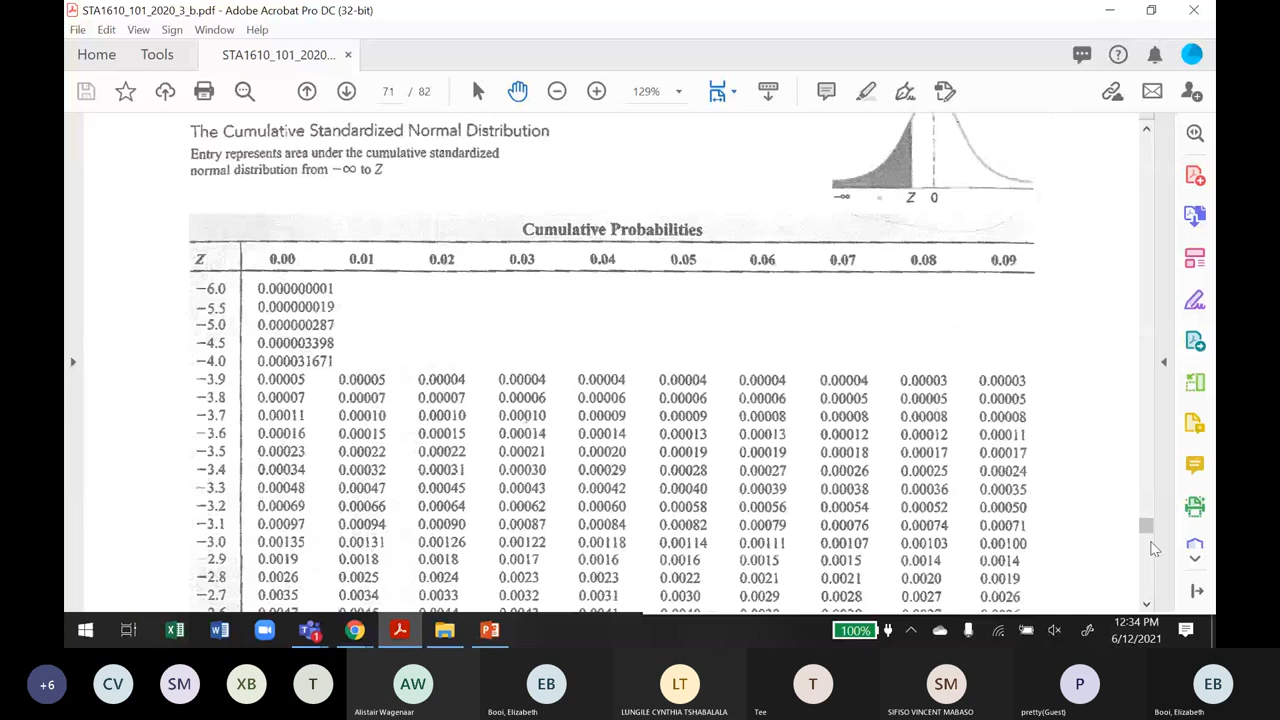 STA1610_101_2020_3_b.pdf - Adobe Acrobat Pro DC (32-bit)
File Edit View Sign Window Help
Home Tools STA1610_101_2020... ×
71 / 82 129%
The Cumulative Standardized Normal Distribution
Entry represents area under the cumulative standardized
normal distribution from −∞ to Z
−∞ Z 0
Cumulative Probabilities
Z 0.00 0.01 0.02 0.03 0.04 0.05 0.06 0.07 0.08 0.09
−6.0 0.000000001
−5.5 0.000000019
−5.0 0.000000287
−4.5 0.000003398
−4.0 0.000031671
−3.9 0.00005 0.00005 0.00004 0.00004 0.00004 0.00004 0.00004 0.00004 0.00003 0.00003
−3.8 0.00007 0.00007 0.00007 0.00006 0.00006 0.00006 0.00006 0.00005 0.00005 0.00005
−3.7 0.00011 0.00010 0.00010 0.00010 0.00009 0.00009 0.00008 0.00008 0.00008 0.00008
−3.6 0.00016 0.00015 0.00015 0.00014 0.00014 0.00013 0.00013 0.00012 0.00012 0.00011
−3.5 0.00023 0.00022 0.00022 0.00021 0.00020 0.00019 0.00019 0.00018 0.00017 0.00017
−3.4 0.00034 0.00032 0.00031 0.00030 0.00029 0.00028 0.00027 0.00026 0.00025 0.00024
−3.3 0.00048 0.00047 0.00045 0.00043 0.00042 0.00040 0.00039 0.00038 0.00036 0.00035
−3.2 0.00069 0.00066 0.00064 0.00062 0.00060 0.00058 0.00056 0.00054 0.00052 0.00050
−3.1 0.00097 0.00094 0.00090 0.00087 0.00084 0.00082 0.00079 0.00076 0.00074 0.00071
−3.0 0.00135 0.00131 0.00126 0.00122 0.00118 0.00114 0.00111 0.00107 0.00103 0.00100
−2.9 0.0019 0.0018 0.0018 0.0017 0.0016 0.0016 0.0015 0.0015 0.0014 0.0014
−2.8 0.0026 0.0025 0.0024 0.0023 0.0023 0.0022 0.0021 0.0021 0.0020 0.0019
−2.7 0.0035 0.0034 0.0033 0.0032 0.0031 0.0030 0.0029 0.0028 0.0027 0.0026
100% 12:34 PM
6/12/2021
+6 CV SM XB T AW EB LT T SM P EB
Alistair Wagenaar Booi, Elizabeth LUNGILE CYNTHIA TSHABALALA Tee SIFISO VINCENT MABASO pretty(Guest) Booi, Elizabeth